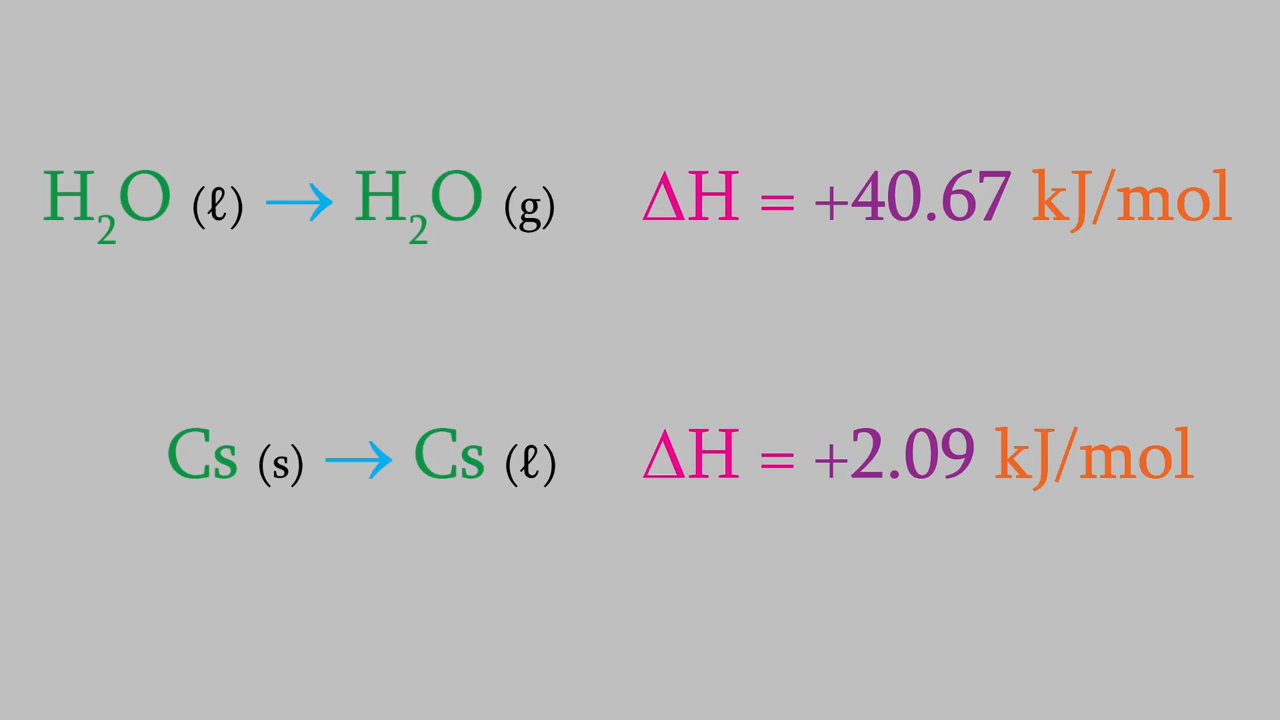 H₂O (ℓ) → H₂O (g) ΔH = +40.67 kJ/mol
Cs (s) → Cs (ℓ) ΔH = +2.09 kJ/mol